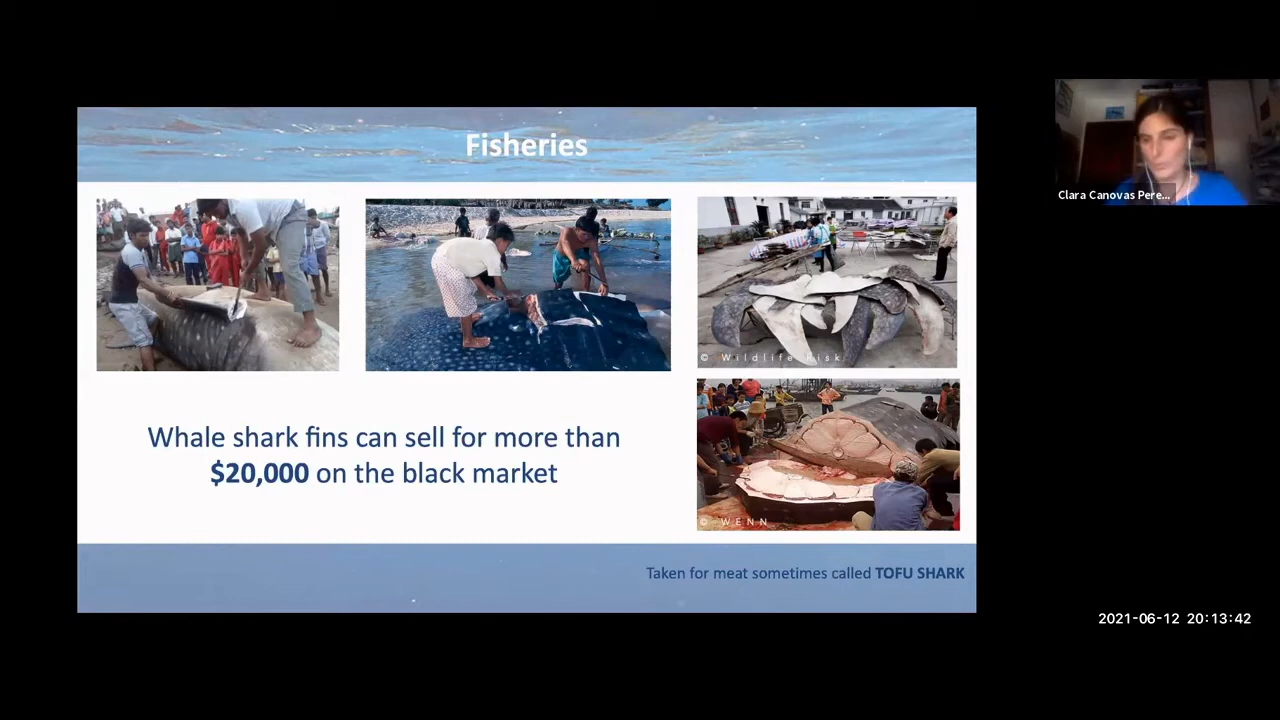 Fisheries
Clara Canovas Pere...
© Wildlife Risk
Whale shark fins can sell for more than
$20,000 on the black market
© WENN
Taken for meat sometimes called TOFU SHARK
2021-06-12 20:13:42